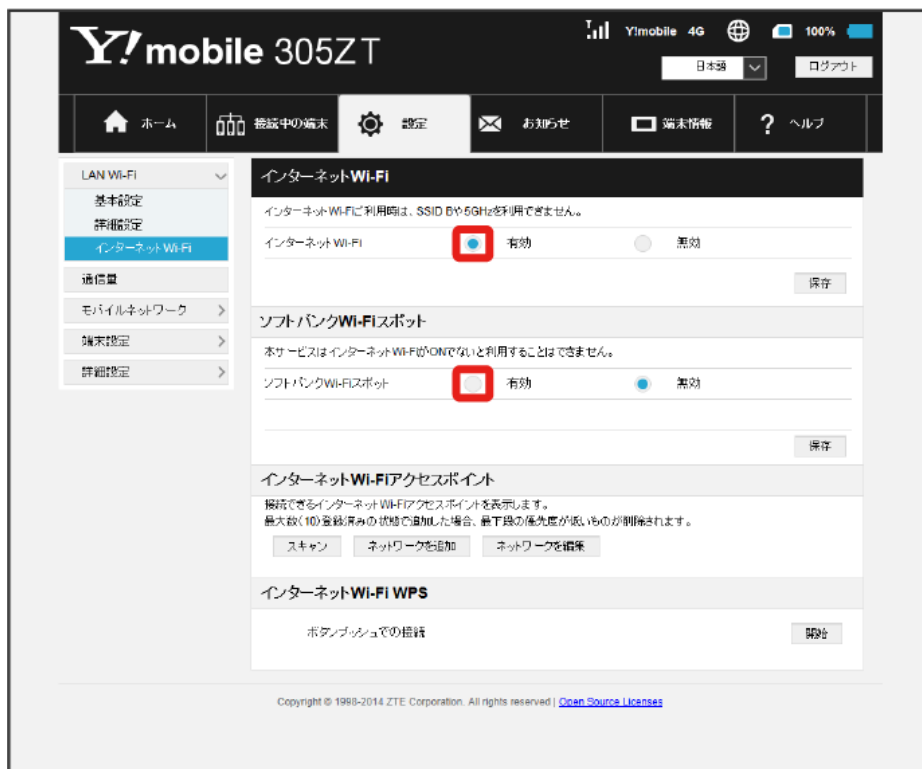 Y!mobile 305ZT
Y!mobile 4G 100%
日本語 ログアウト
ホーム 接続中の端末 設定 お知らせ 端末情報 ? ヘルプ
LAN Wi-Fi
基本設定
詳細設定
インターネットWi-Fi
通信量
モバイルネットワーク
端末設定
詳細設定
インターネットWi-Fi
インターネットWi-Fiご利用時は、SSID Bや5GHzを利用できません。
インターネットWi-Fi 有効 無効
保存
ソフトバンクWi-Fiスポット
本サービスはインターネットWi-FiがONでないと利用することはできません。
ソフトバンクWi-Fiスポット 有効 無効
保存
インターネットWi-Fiアクセスポイント
接続できるインターネットWi-Fiアクセスポイントを表示します。
最大数(10)登録済みの状態で追加した場合、最下段の優先度が低いものが削除されます。
スキャン ネットワークを追加 ネットワークを編集
インターネットWi-Fi WPS
ボタンプッシュでの接続 開始
Copyright © 1998-2014 ZTE Corporation. All rights reserved | Open Source Licenses